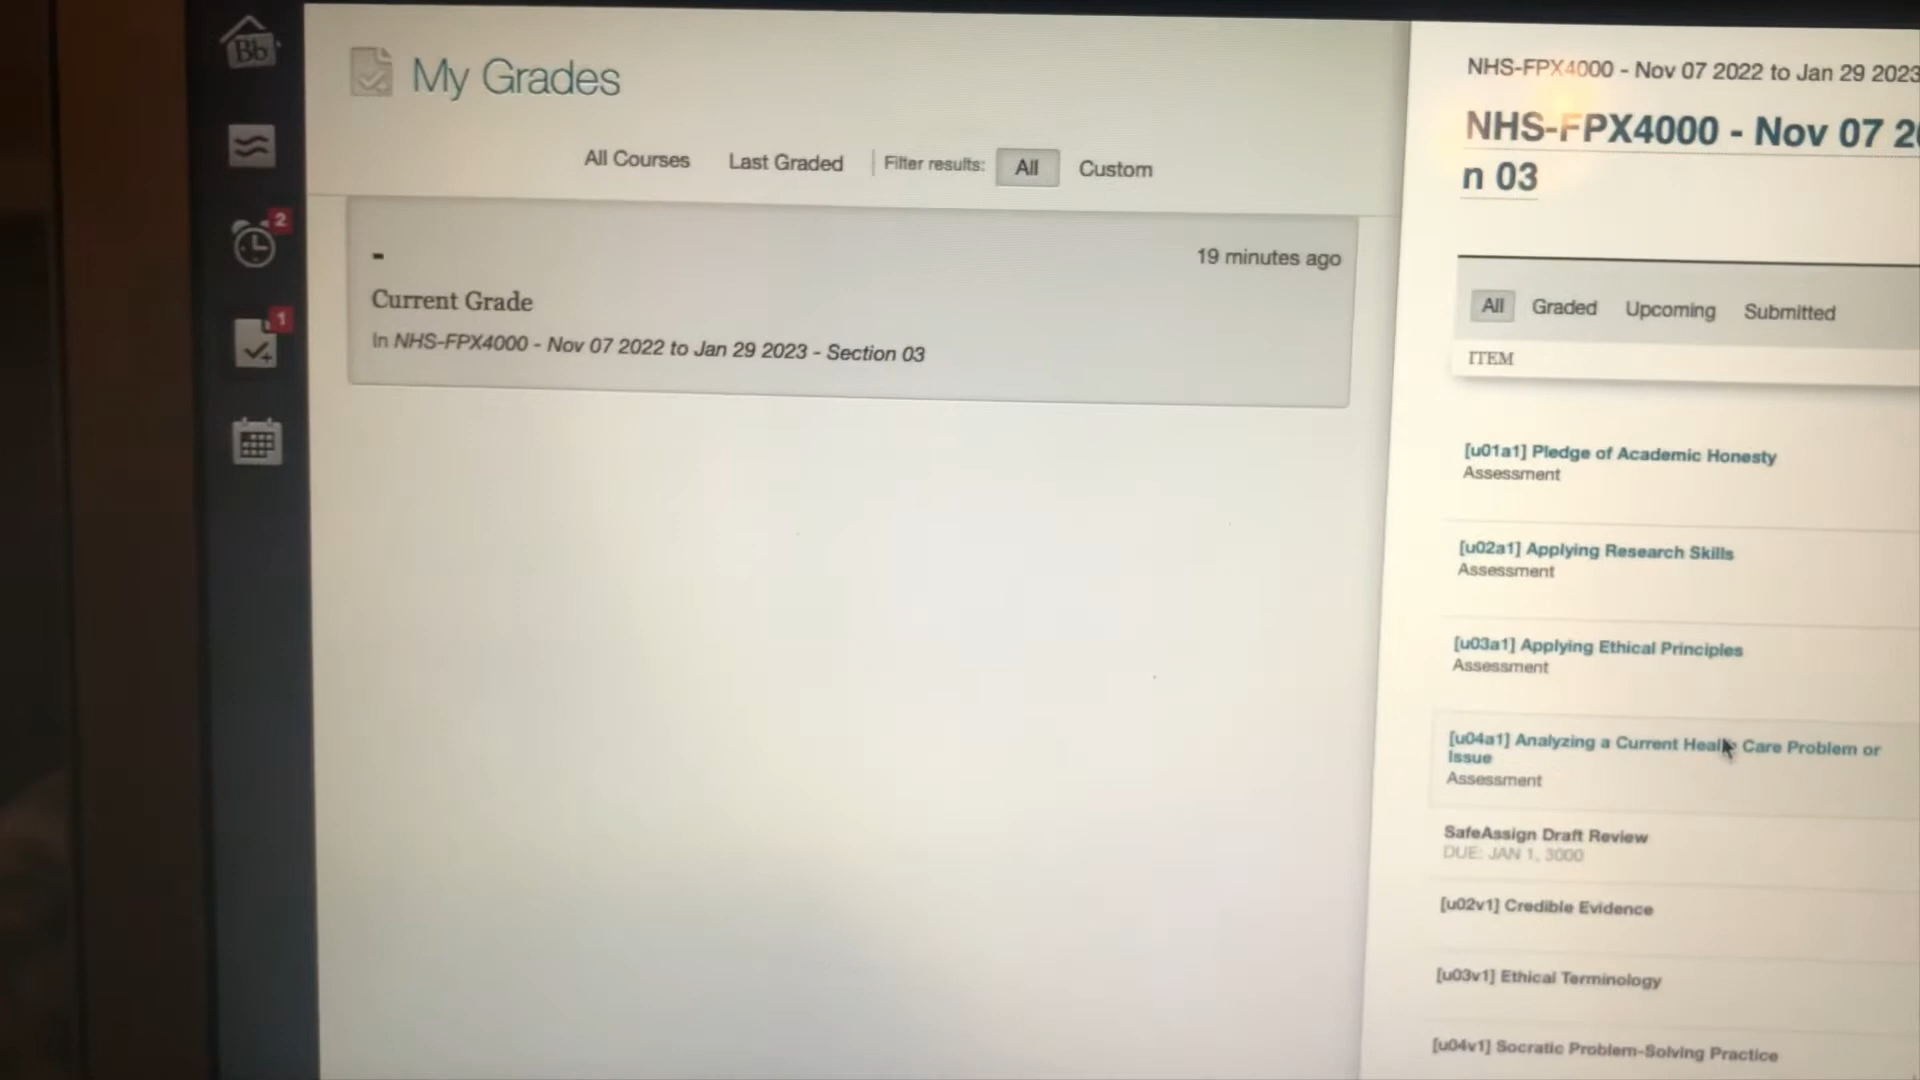 Bb
My Grades
All Courses Last Graded Filter results: All Custom
2
1
-
19 minutes ago
Current Grade
In NHS-FPX4000 - Nov 07 2022 to Jan 29 2023 - Section 03
NHS-FPX4000 - Nov 07 2022 to Jan 29 2023
NHS-FPX4000 - Nov 07 2
n 03
All Graded Upcoming Submitted
ITEM
[u01a1] Pledge of Academic Honesty
Assessment
[u02a1] Applying Research Skills
Assessment
[u03a1] Applying Ethical Principles
Assessment
[u04a1] Analyzing a Current Health Care Problem or
Issue
Assessment
SafeAssign Draft Review
DUE: JAN 1, 3000
[u02v1] Credible Evidence
[u03v1] Ethical Terminology
[u04v1] Socratic Problem-Solving Practice